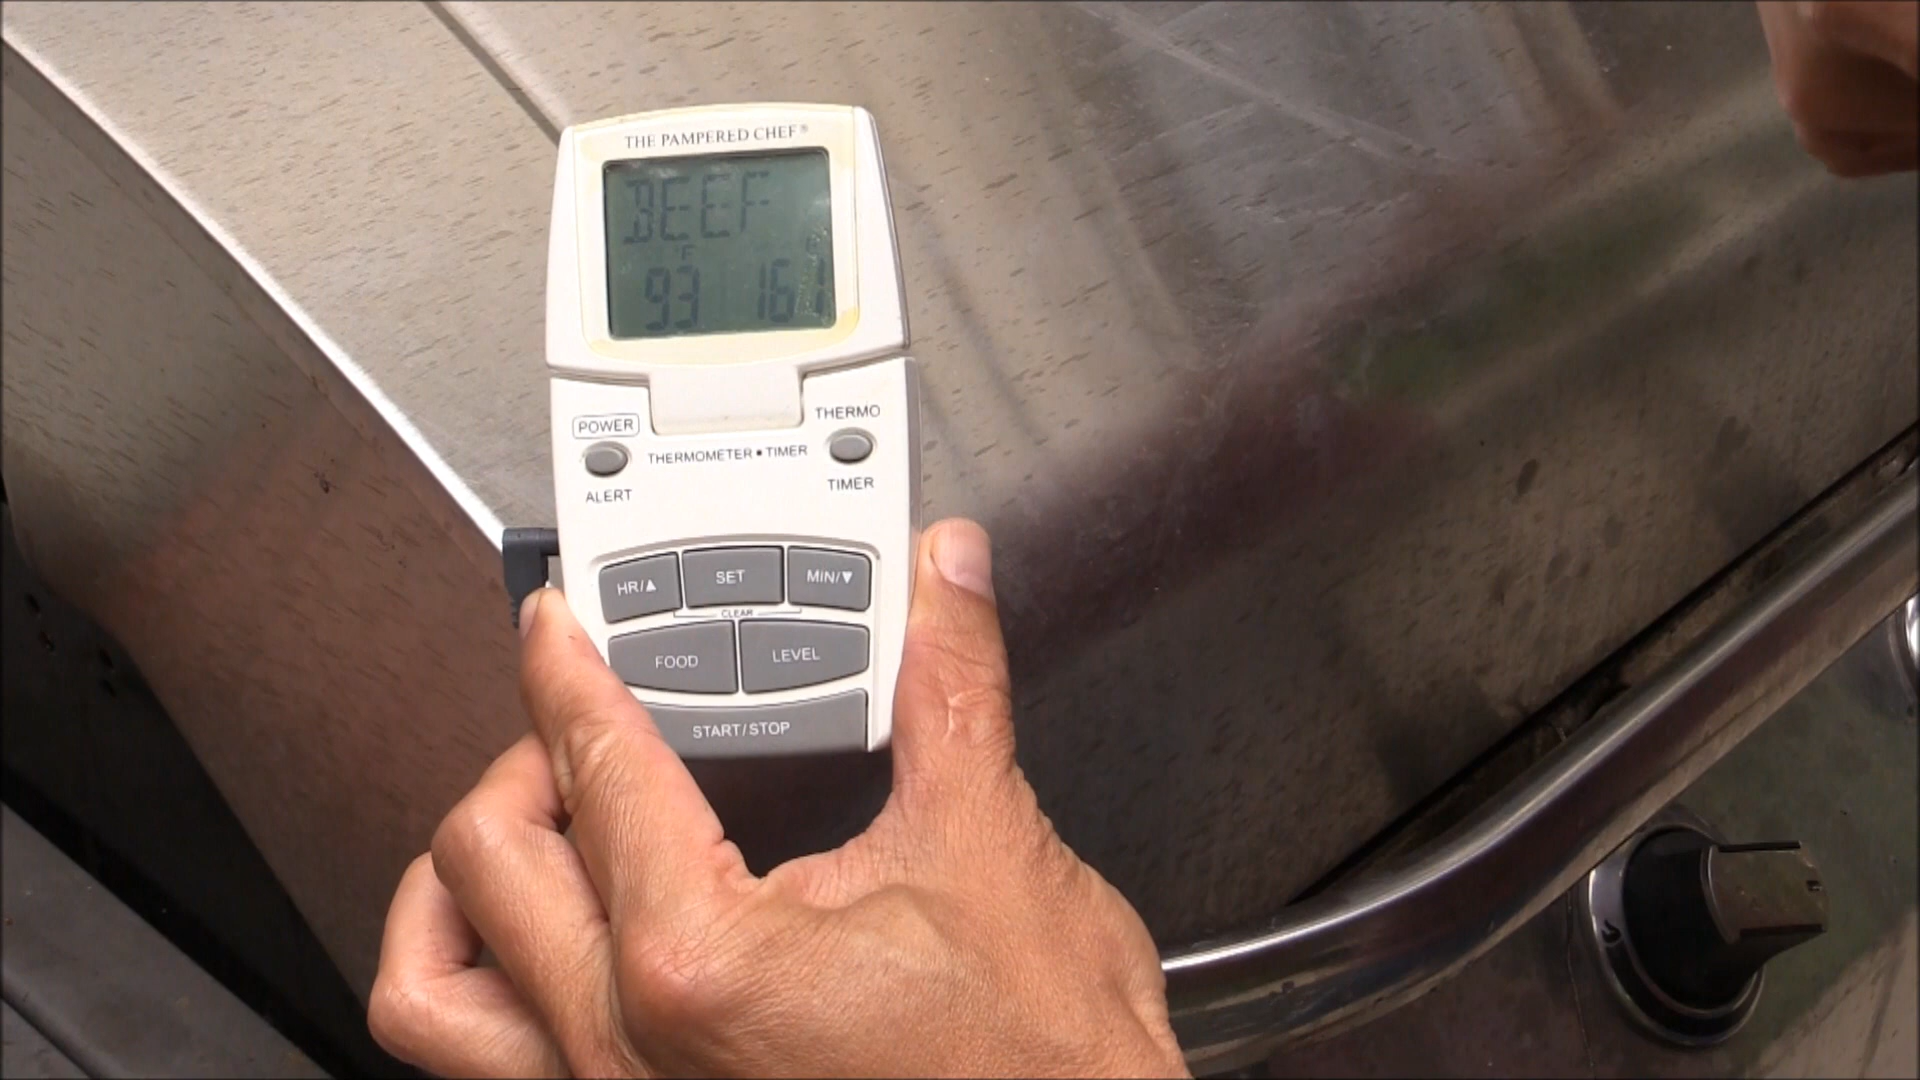 THE PAMPERED CHEF®
BEEF
°F
93 161
POWER
THERMO
THERMOMETER • TIMER
ALERT
TIMER
HR/▲ SET MIN/▼
CLEAR
FOOD LEVEL
START/STOP